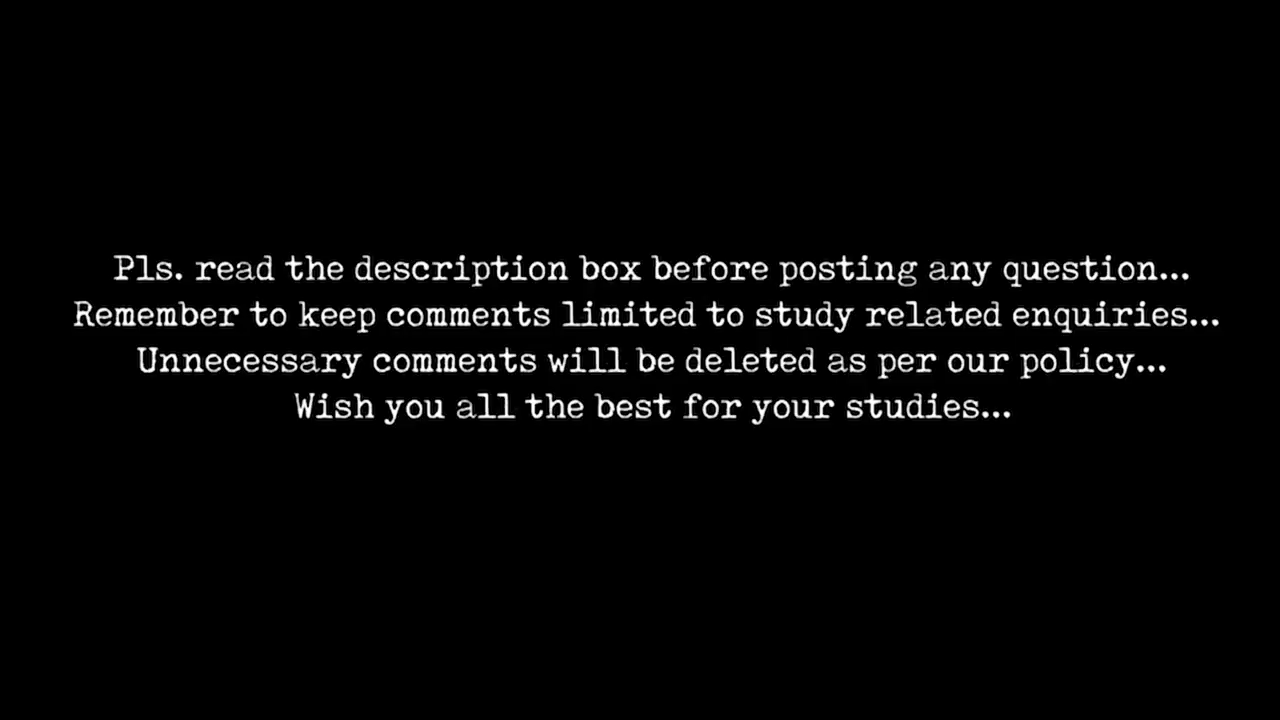 Pls. read the description box before posting any question...
Remember to keep comments limited to study related enquiries...
Unnecessary comments will be deleted as per our policy...
Wish you all the best for your studies...